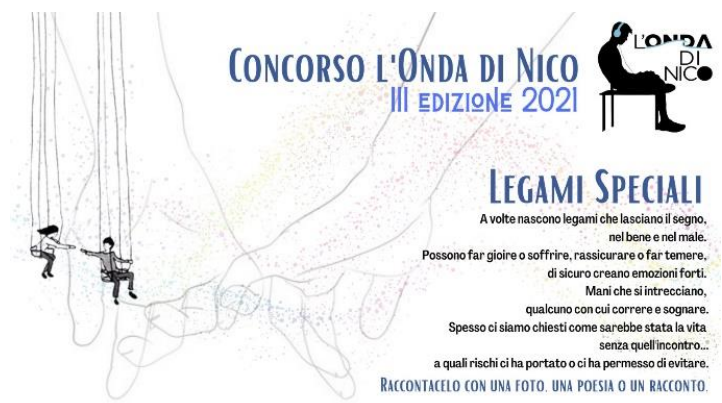 CONCORSO L'ONDA DI NICO
III EDIZIONE 2021
L'ONDA
DI
NICO
LEGAMI SPECIALI
A volte nascono legami che lasciano il segno,
nel bene e nel male.
Possono far gioire o soffrire, rassicurare o far temere,
di sicuro creano emozioni forti.
Mani che si intrecciano,
qualcuno con cui correre e sognare.
Spesso ci siamo chiesti come sarebbe stata la vita
senza quell'incontro...
a quali rischi ci ha portato o ci ha permesso di evitare.
RACCONTACELO CON UNA FOTO, UNA POESIA O UN RACCONTO.